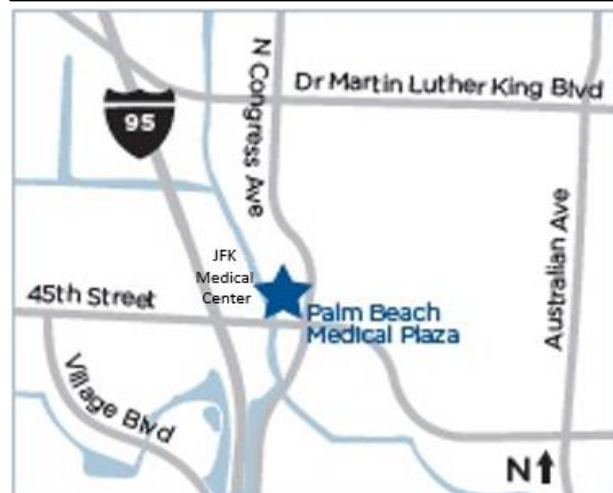 N Congress Ave
Dr Martin Luther King Blvd
95
JFK
Medical
Center
Australian Ave
45th Street
Palm Beach
Medical Plaza
Village Blvd
N